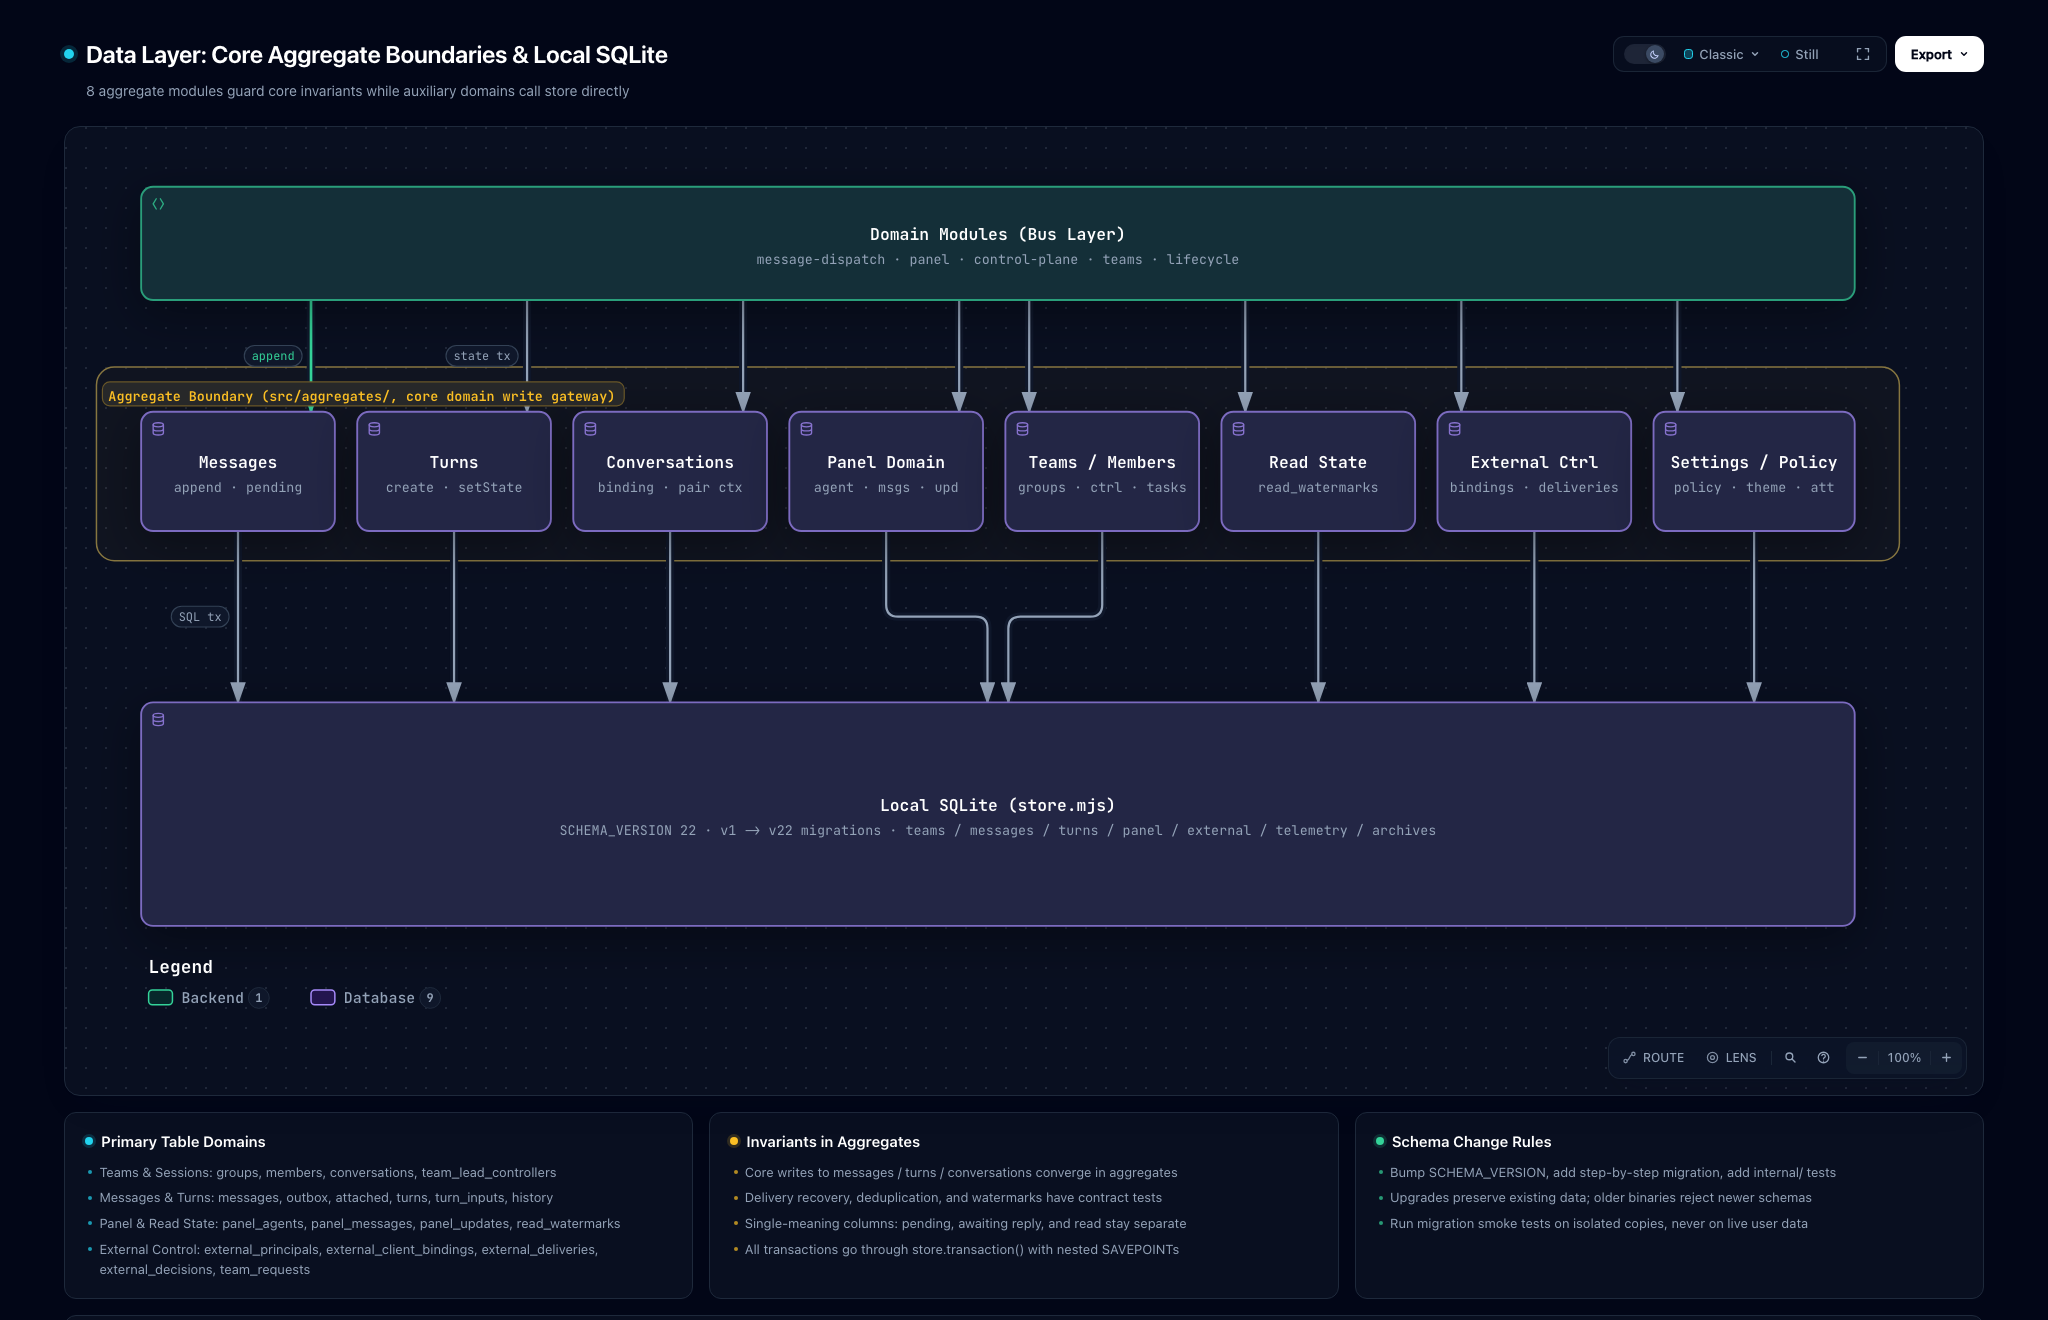 Data Layer: Core Aggregate Boundaries & Local SQLite
8 aggregate modules guard core invariants while auxiliary domains call store directly
Classic
Still
Export
Domain Modules (Bus Layer)
message-dispatch · panel · control-plane · teams · lifecycle
append
state tx
Aggregate Boundary (src/aggregates/, core domain write gateway)
Messages
append · pending
Turns
create · setState
Conversations
binding · pair ctx
Panel Domain
agent · msgs · upd
Teams / Members
groups · ctrl · tasks
Read State
read_watermarks
External Ctrl
bindings · deliveries
Settings / Policy
policy · theme · att
SQL tx
Local SQLite (store.mjs)
SCHEMA_VERSION 22 · v1 → v22 migrations · teams / messages / turns / panel / external / telemetry / archives
Legend
Backend 1
Database 9
ROUTE
LENS
− 100% +
Primary Table Domains
• Teams & Sessions: groups, members, conversations, team_lead_controllers
• Messages & Turns: messages, outbox, attached, turns, turn_inputs, history
• Panel & Read State: panel_agents, panel_messages, panel_updates, read_watermarks
• External Control: external_principals, external_client_bindings, external_deliveries,
external_decisions, team_requests
Invariants in Aggregates
• Core writes to messages / turns / conversations converge in aggregates
• Delivery recovery, deduplication, and watermarks have contract tests
• Single-meaning columns: pending, awaiting reply, and read stay separate
• All transactions go through store.transaction() with nested SAVEPOINTs
Schema Change Rules
• Bump SCHEMA_VERSION, add step-by-step migration, add internal/ tests
• Upgrades preserve existing data; older binaries reject newer schemas
• Run migration smoke tests on isolated copies, never on live user data